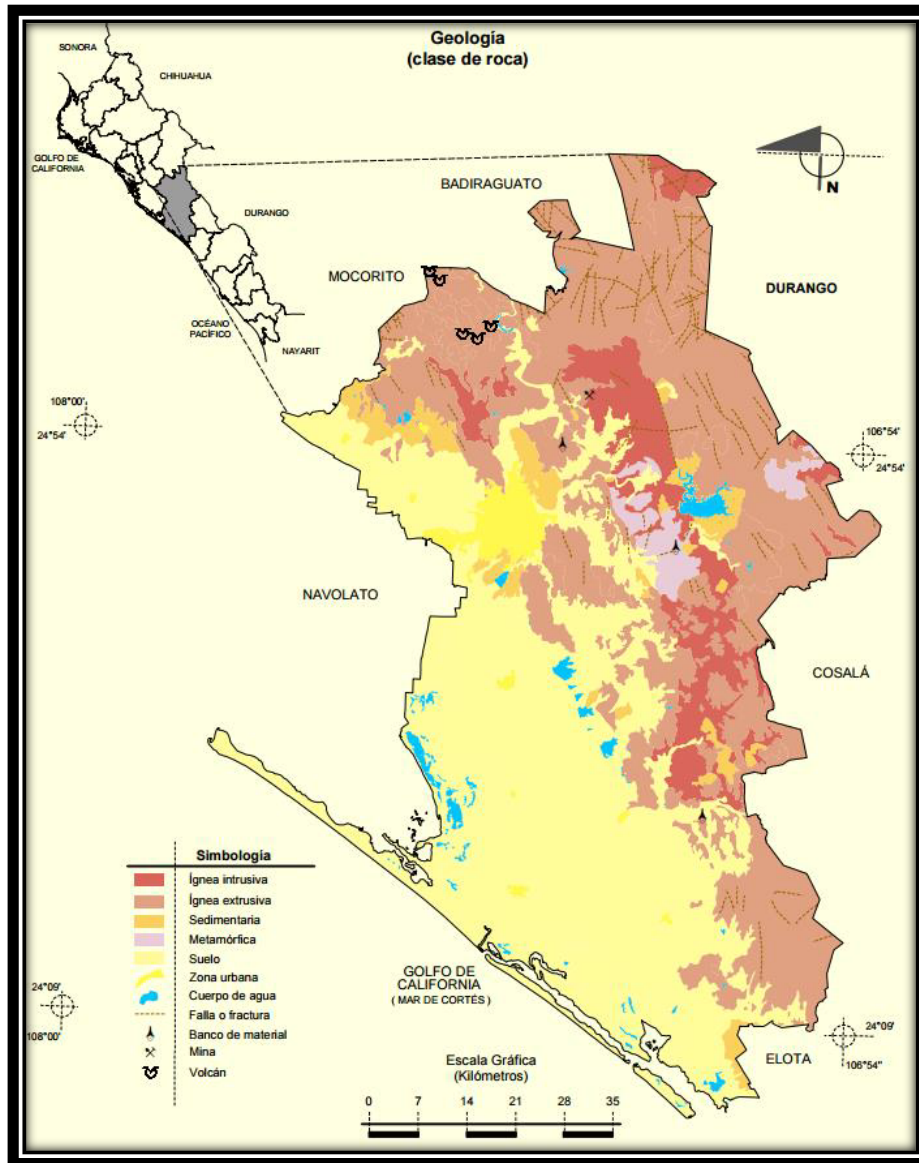 Geología
(clase de roca)
SONORA
CHIHUAHUA
GOLFO DE
CALIFORNIA
DURANGO
OCÉANO
PACÍFICO
NAYARIT
BADIRAGUATO
N
MOCORITO
DURANGO
108°00'
24°54'
106°54'
24°54'
NAVOLATO
COSALÁ
Simbología
Ígnea intrusiva
Ígnea extrusiva
Sedimentaria
Metamórfica
Suelo
Zona urbana
Cuerpo de agua
Falla o fractura
Banco de material
Mina
Volcán
24°09'
108°00'
GOLFO DE
CALIFORNIA
( MAR DE CORTÉS )
24°09'
106°54"
ELOTA
Escala Gráfica
(Kilómetros)
0 7 14 21 28 35